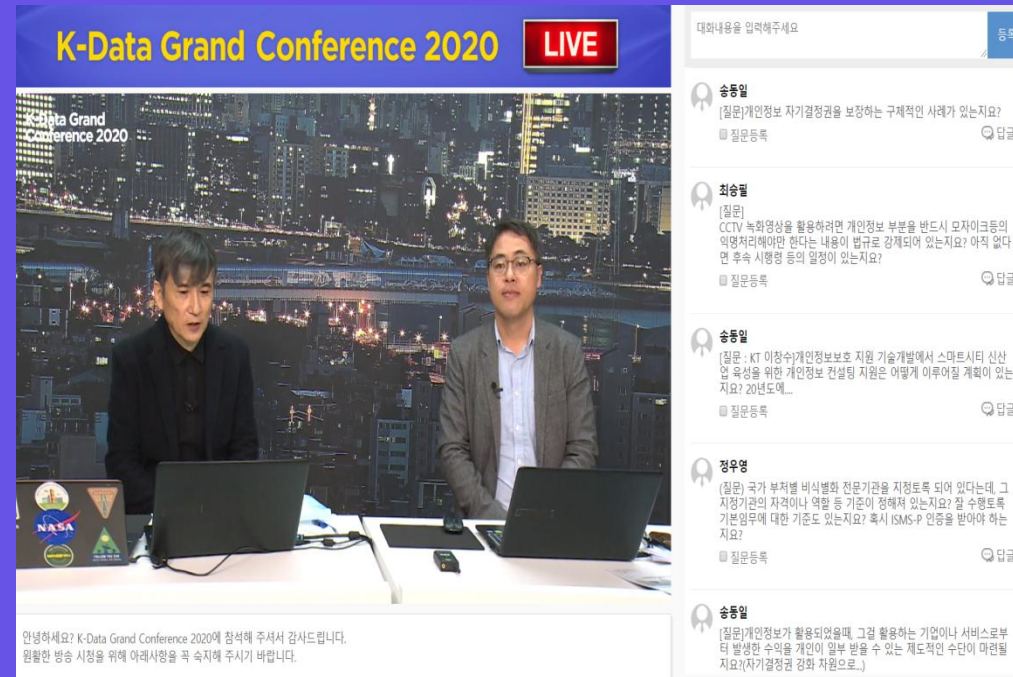 K-Data Grand Conference 2020 LIVE
K-Data Grand
Conference 2020
NASA
안녕하세요? K-Data Grand Conference 2020에 참석해 주셔서 감사드립니다.
원활한 방송 시청을 위해 아래사항을 꼭 숙지해 주시기 바랍니다.
대화내용을 입력해주세요
등록
송동일
[질문]개인정보 자기결정권을 보장하는 구체적인 사례가 있는지요?
질문등록 답글
최승필
[질문]
CCTV 녹화영상을 활용하려면 개인정보 부분을 반드시 모자이크등의
익명처리해야만 한다는 내용이 법규로 강제되어 있는지요? 아직 없다
면 후속 시행령 등의 일정이 있는지요?
질문등록 답글
송동일
[질문 : KT 이창수]개인정보보호 지원 기술개발에서 스마트시티 신산
업 육성을 위한 개인정보 컨설팅 지원은 어떻게 이루어질 계획이 있는
지요? 20년도에....
질문등록 답글
정우영
(질문) 국가 부처별 비식별화 전문기관을 지정토록 되어 있다는데, 그
지정기관의 자격이나 역할 등 기준이 정해져 있는지요? 잘 수행토록
기본임무에 대한 기준도 있는지요? 혹시 ISMS-P 인증을 받아야 하는
지요?
질문등록 답글
송동일
[질문]개인정보가 활용되었을때, 그걸 활용하는 기업이나 서비스로부
터 발생한 수익을 개인이 일부 받을 수 있는 제도적인 수단이 마련될
지요?(자기결정권 강화 차원으로...)